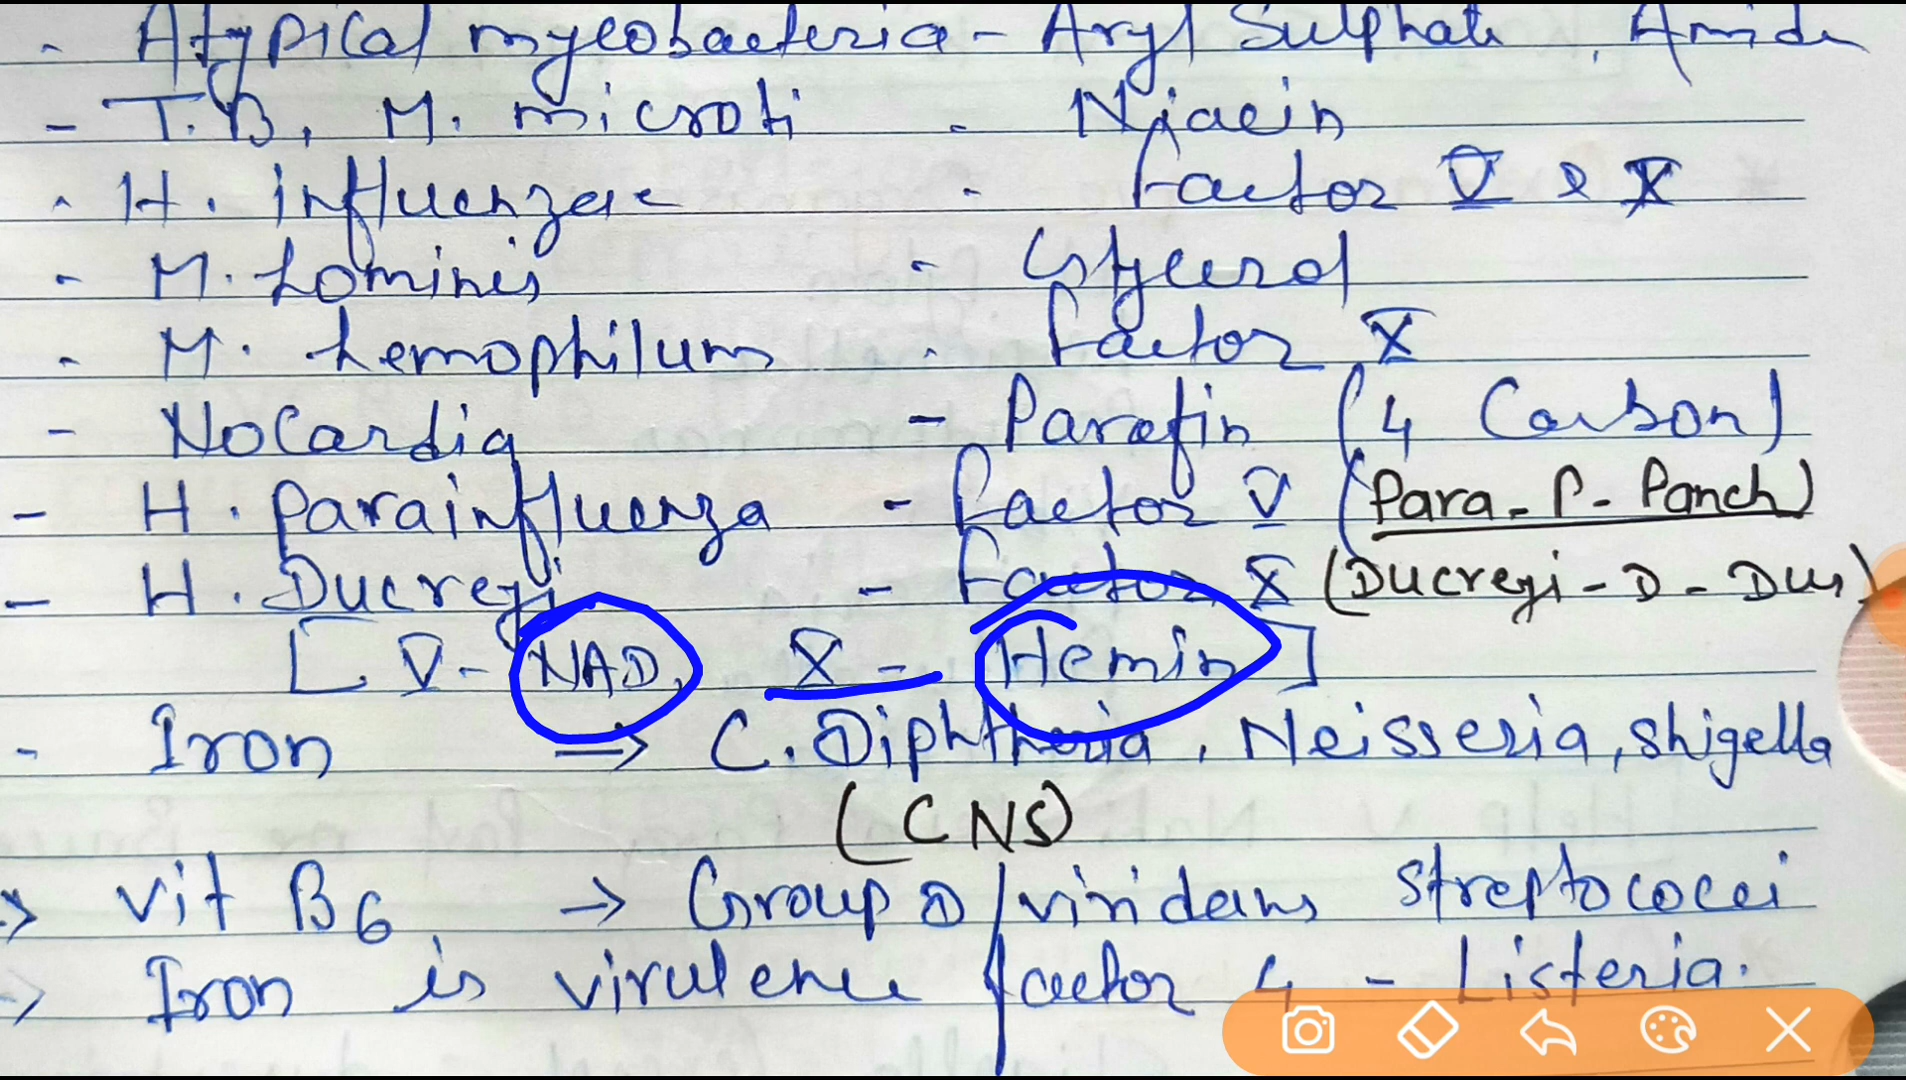 - Atypical mycobacteria - Aryl Sulphate, Amide
- T.B, M. microti - Niacin
- H. influenzae - factor V & X
- M. hominis - Glycerol
- M. hemophilum - factor X
- Nocardia - Parafin (4 Carbon)
- H. parainfluenza - factor V (Para - P - Panch)
- H. Ducreyi - Factor X (Ducreyi - D - Dus)
[ V - NAD, X - Hemin ]
- Iron => C. Diphtheria, Neisseria, shigella
(CNS)
-> vit B6 -> Group D / viridans streptococci
-> Iron is virulence factor 4 - Listeria.